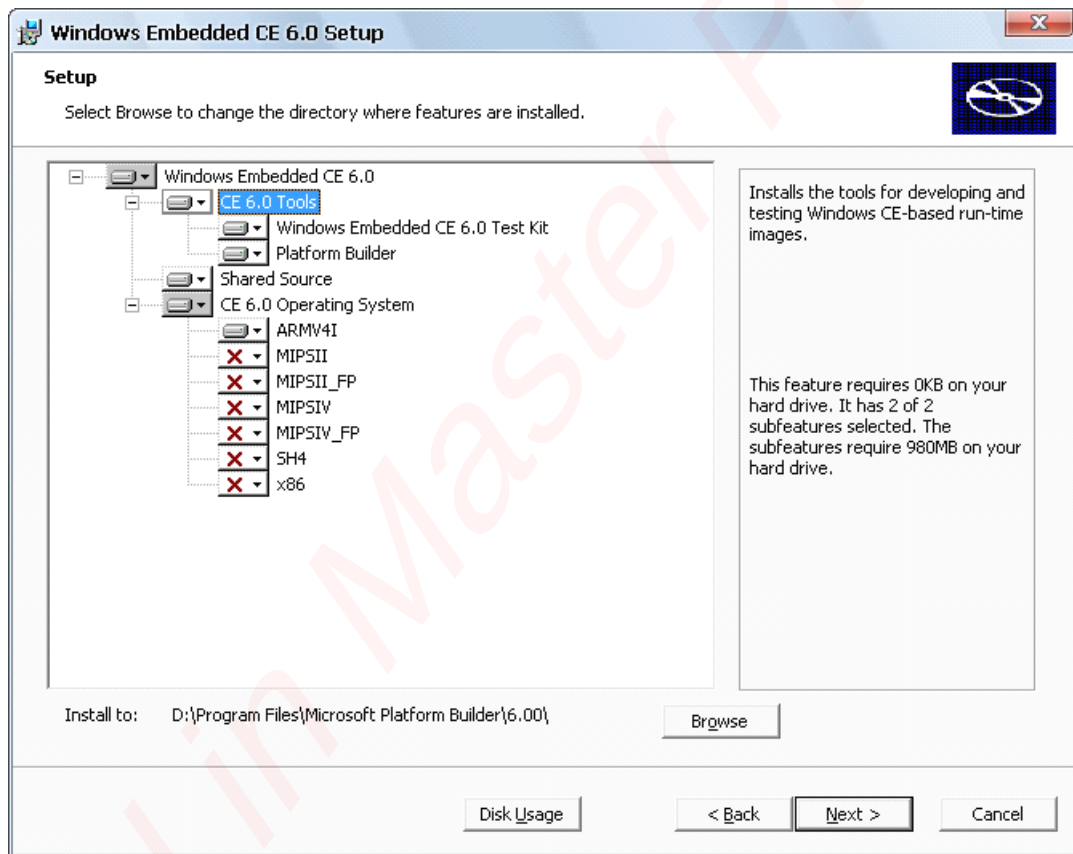 Windows Embedded CE 6.0 Setup
Setup
Select Browse to change the directory where features are installed.
Windows Embedded CE 6.0
CE 6.0 Tools
Windows Embedded CE 6.0 Test Kit
Platform Builder
Shared Source
CE 6.0 Operating System
ARMV4I
MIPSII
MIPSII_FP
MIPSIV
MIPSIV_FP
SH4
x86
Installs the tools for developing and
testing Windows CE-based run-time
images.
This feature requires 0KB on your
hard drive. It has 2 of 2
subfeatures selected. The
subfeatures require 980MB on your
hard drive.
Install to: D:\Program Files\Microsoft Platform Builder\6.00\
Browse
Disk Usage
< Back
Next >
Cancel
in Master